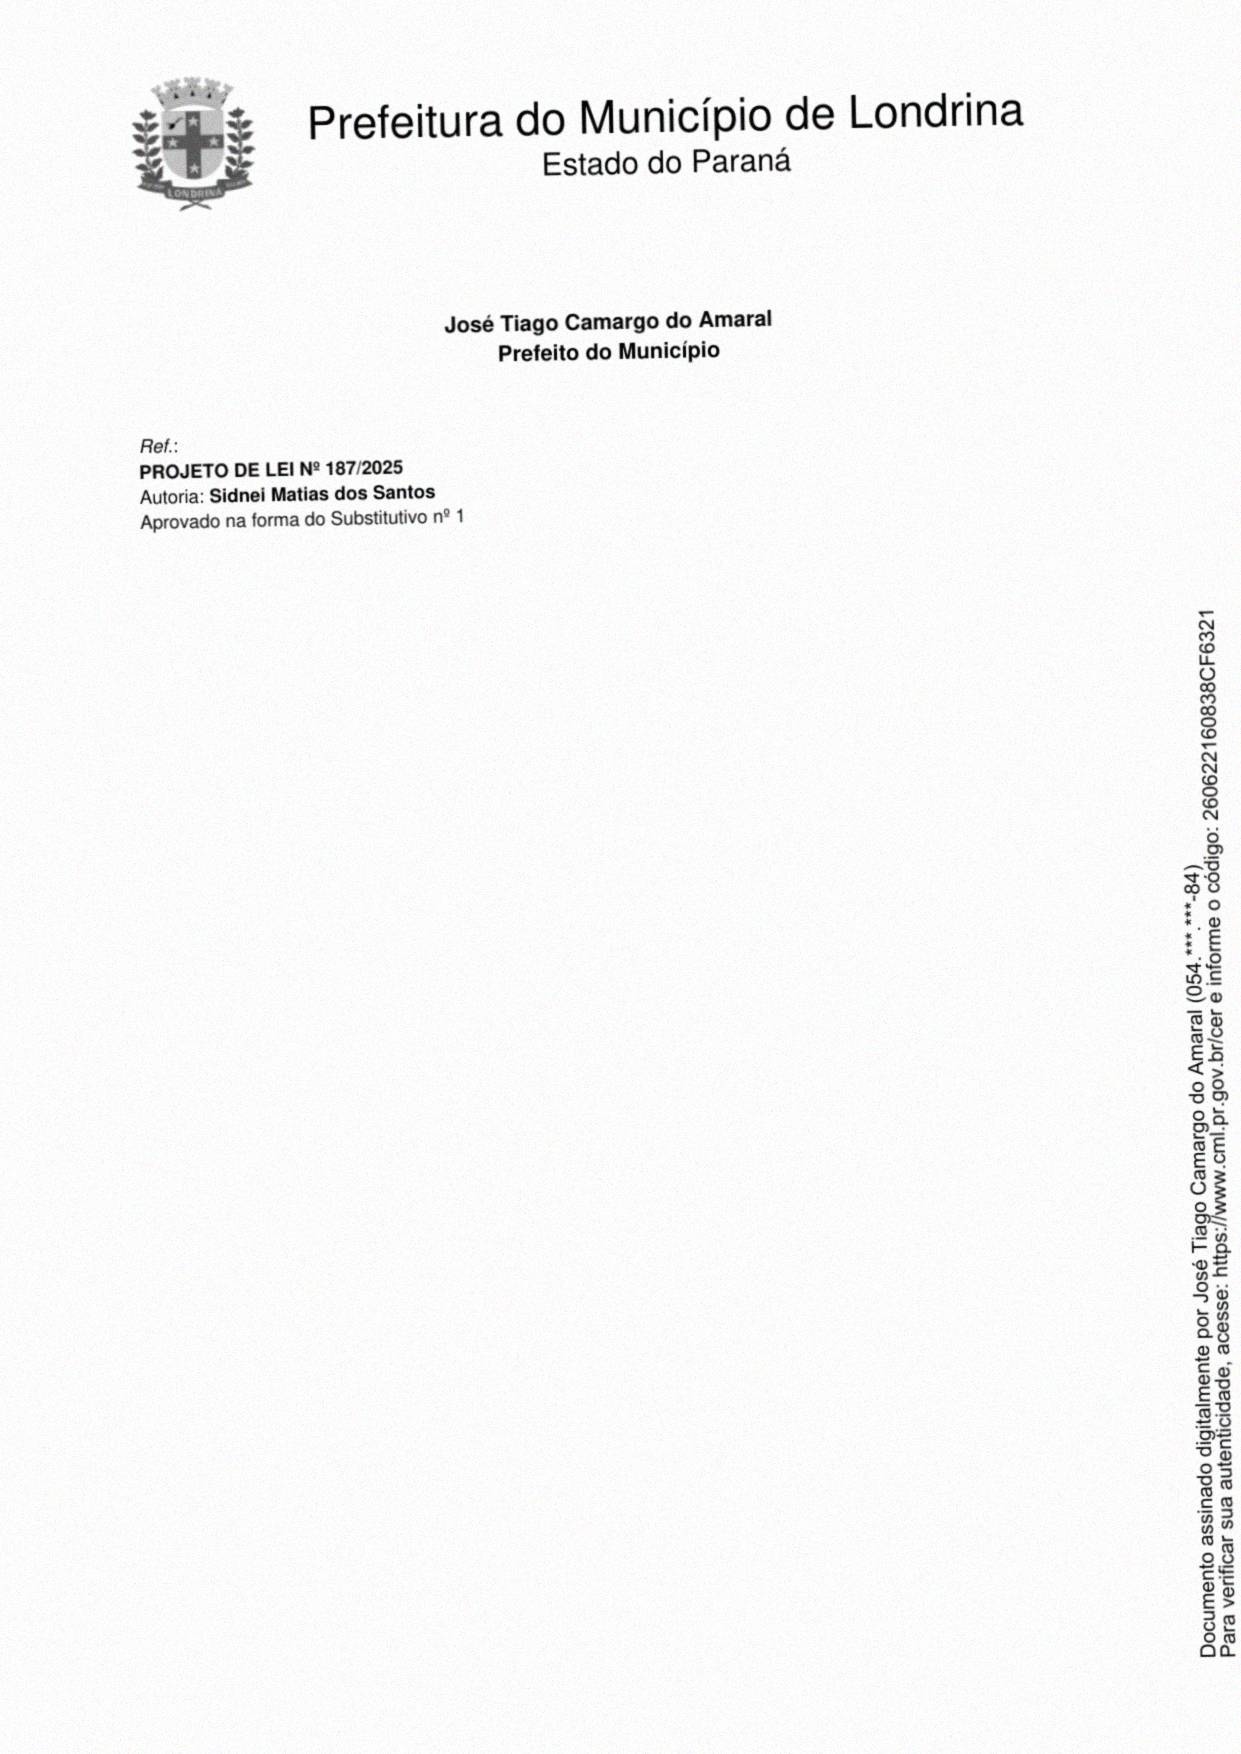 Prefeitura do Município de Londrina
Estado do Paraná
LONDRINA
José Tiago Camargo do Amaral
Prefeito do Município
Ref.:
PROJETO DE LEI Nº 187/2025
Autoria: Sidnei Matias dos Santos
Aprovado na forma do Substitutivo nº 1
Documento assinado digitalmente por José Tiago Camargo do Amaral (054.***.***-84)
Para verificar sua autenticidade, acesse: https://www.cml.pr.gov.br/cer e informe o código: 260622160838CF6321